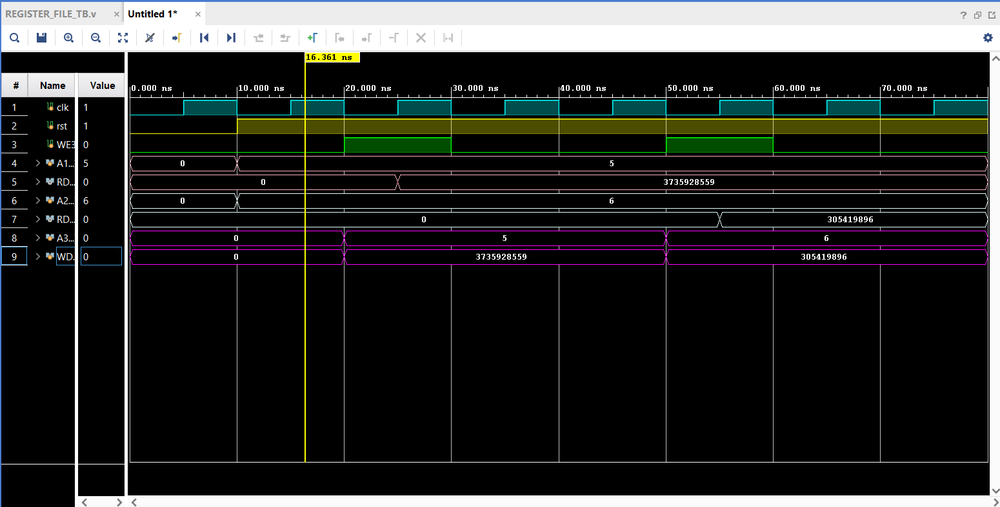 REGISTER_FILE_TB.v × Untitled 1* ×
16.361 ns
# Name Value
0.000 ns 10.000 ns 20.000 ns 30.000 ns 40.000 ns 50.000 ns 60.000 ns 70.000 ns
1 clk 1
2 rst 1
3 WE3 0
4 A1... 5 0 5
5 RD... 0 0 3735928559
6 A2... 6 0 6
7 RD... 0 0 305419896
8 A3... 0 0 5 6
9 WD. 0 0 3735928559 305419896